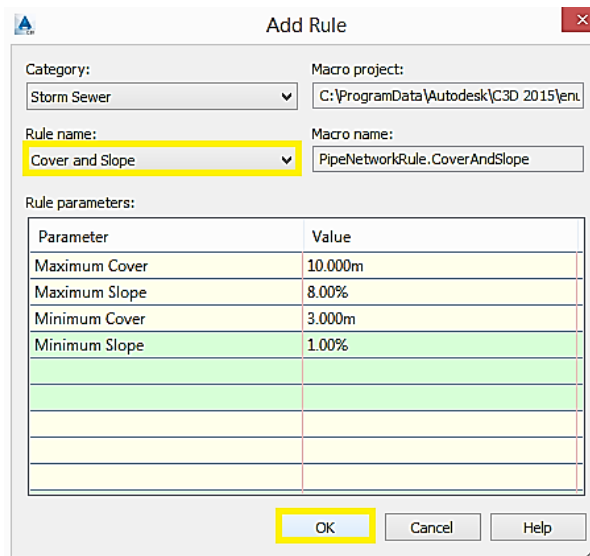 Add Rule
Category: Macro project:
Storm Sewer C:\ProgramData\Autodesk\C3D 2015\enu
Rule name: Macro name:
Cover and Slope PipeNetworkRule.CoverAndSlope
Rule parameters:
Parameter Value
Maximum Cover 10.000m
Maximum Slope 8.00%
Minimum Cover 3.000m
Minimum Slope 1.00%
OK Cancel Help